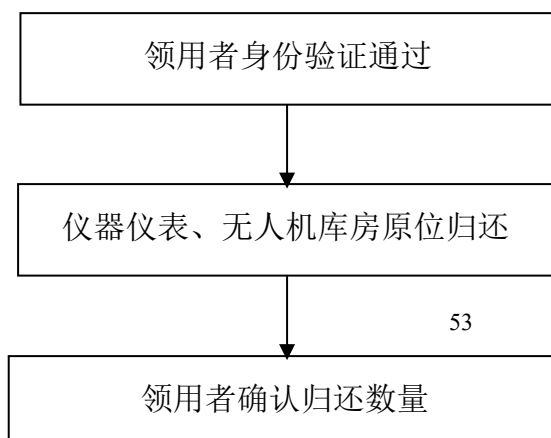 领用者身份验证通过
仪器仪表、无人机库房原位归还
53
领用者确认归还数量